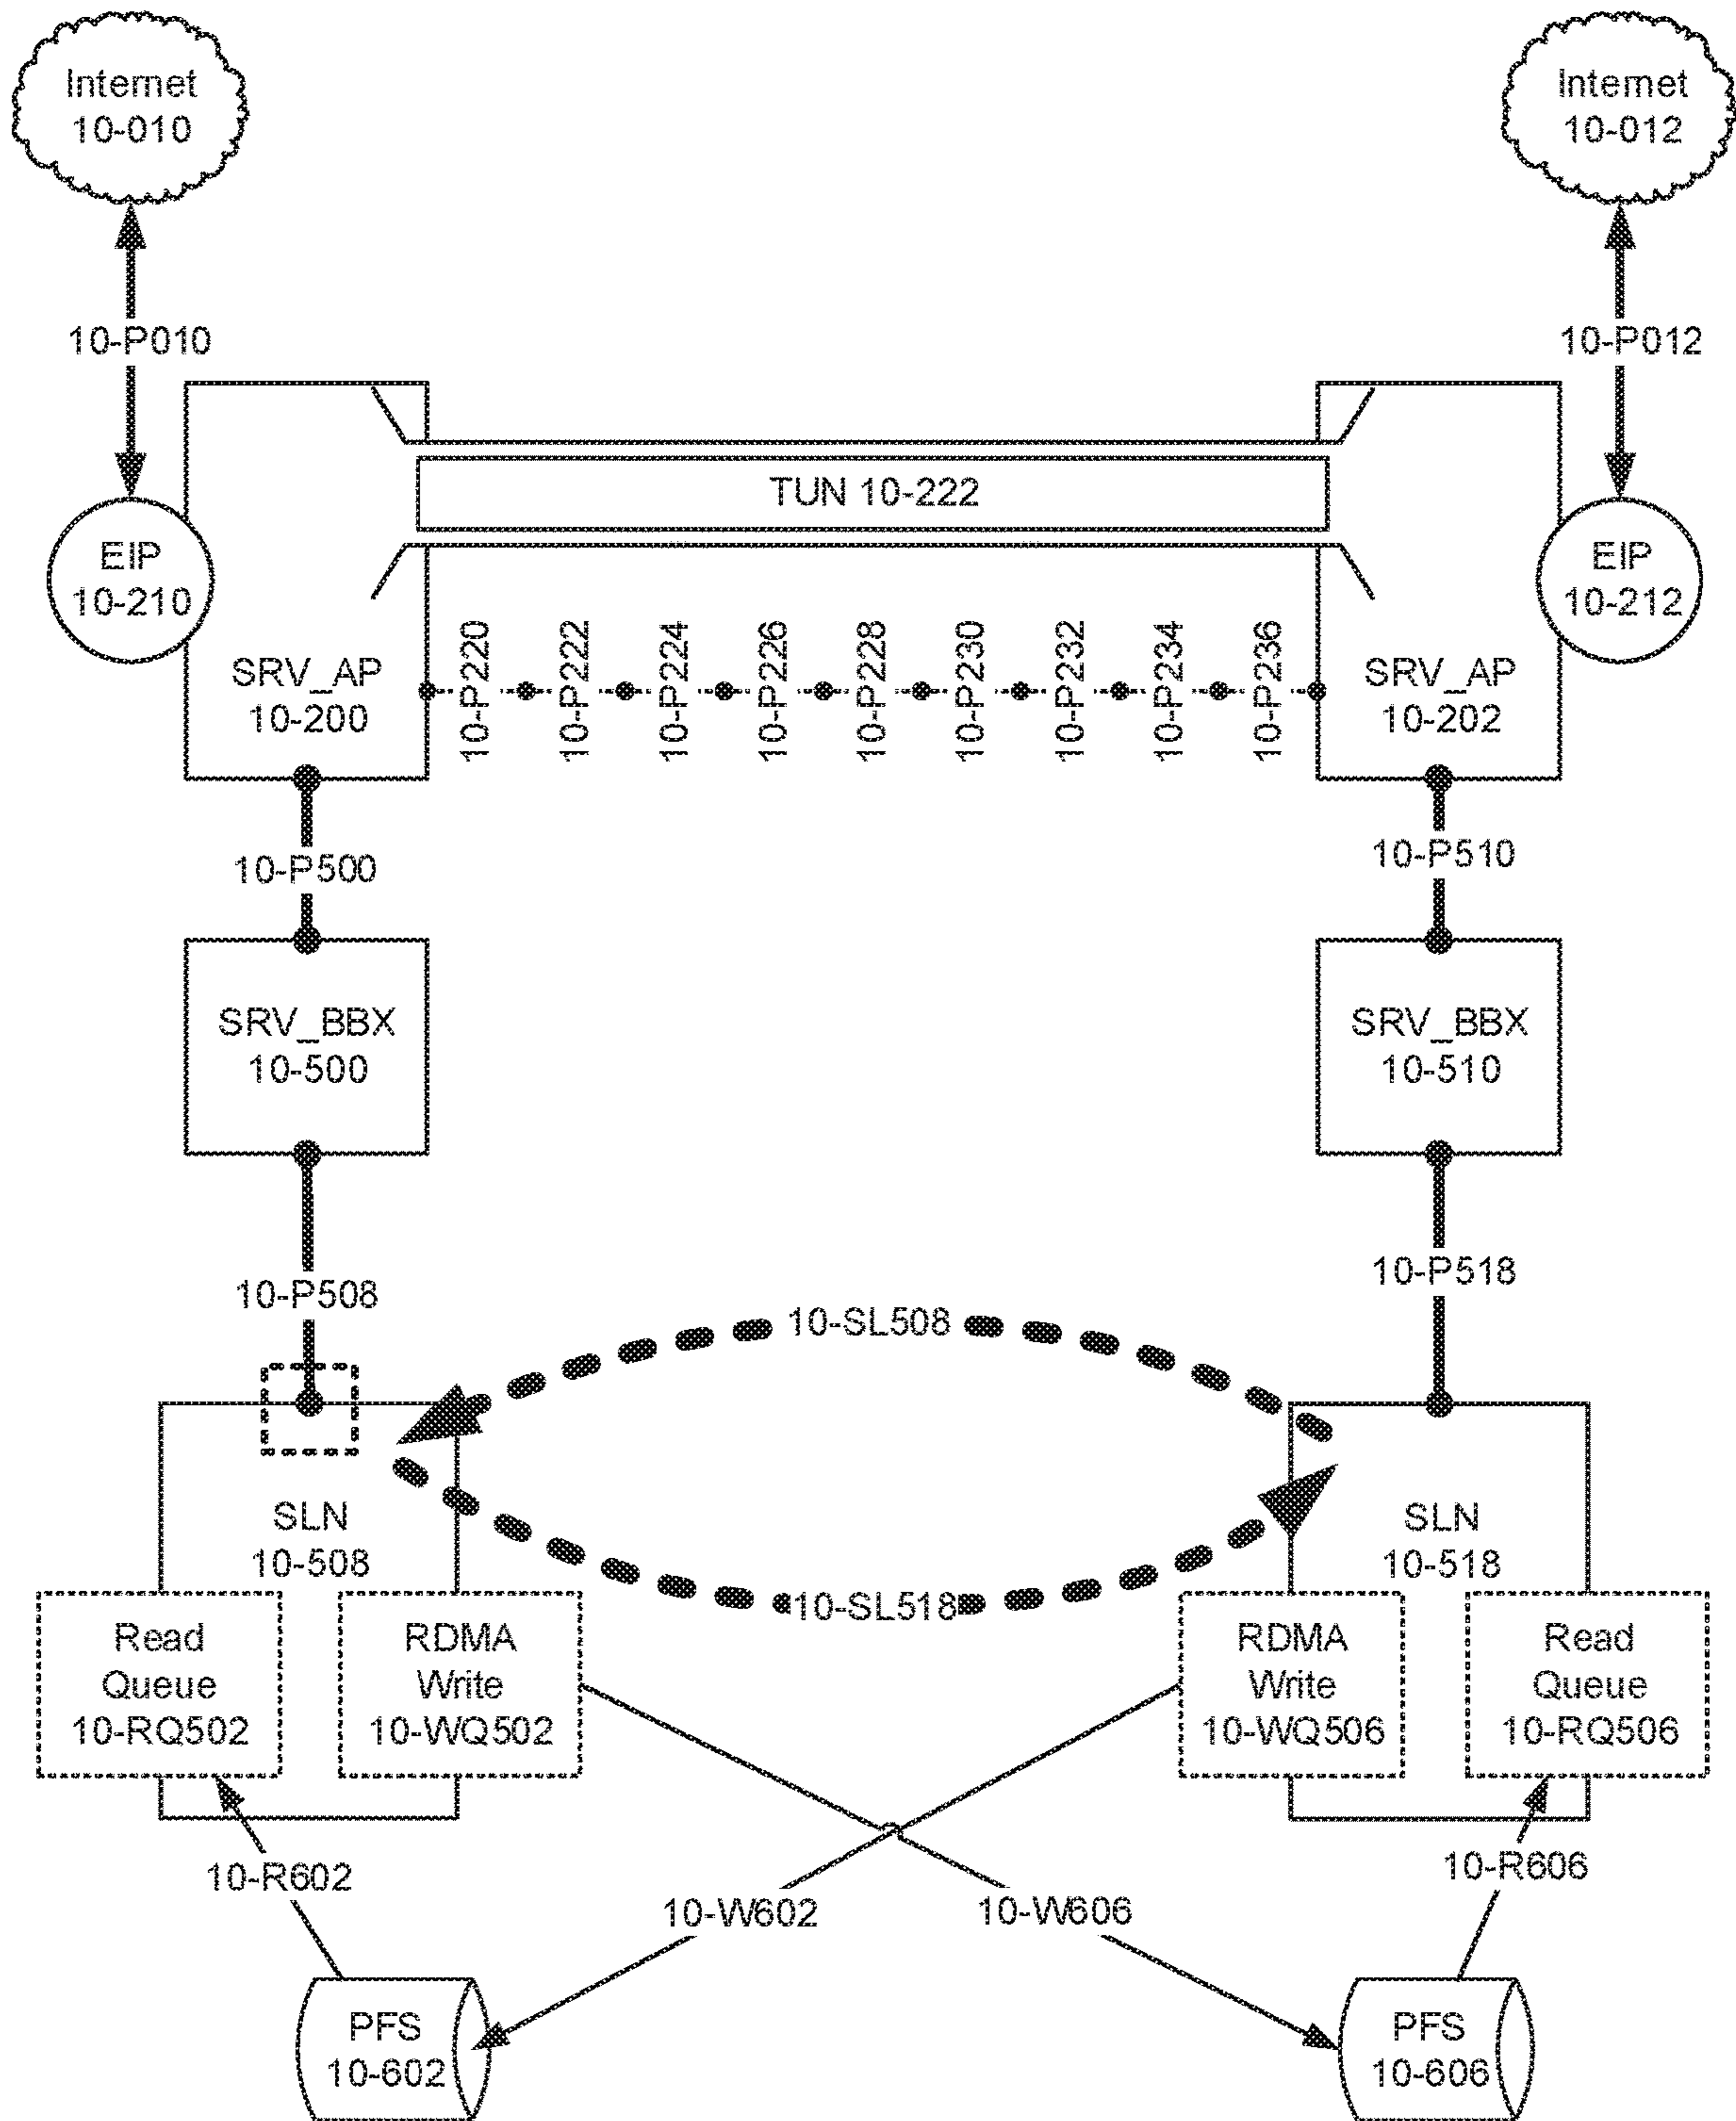 Internet
10-010
Internet
10-012
10-P010
10-P012
TUN 10-222
EIP
10-210
EIP
10-212
SRV_AP
10-200
10-P220
10-P222
10-P224
10-P226
10-P228
10-P230
10-P232
10-P234
10-P236
SRV_AP
10-202
10-P500
10-P510
SRV_BBX
10-500
SRV_BBX
10-510
10-P508
10-P518
10-SL508
SLN
10-508
SLN
10-518
10-SL518
Read
Queue
10-RQ502
RDMA
Write
10-WQ502
RDMA
Write
10-WQ506
Read
Queue
10-RQ506
10-R602
10-W602
10-W606
10-R606
PFS
10-602
PFS
10-606